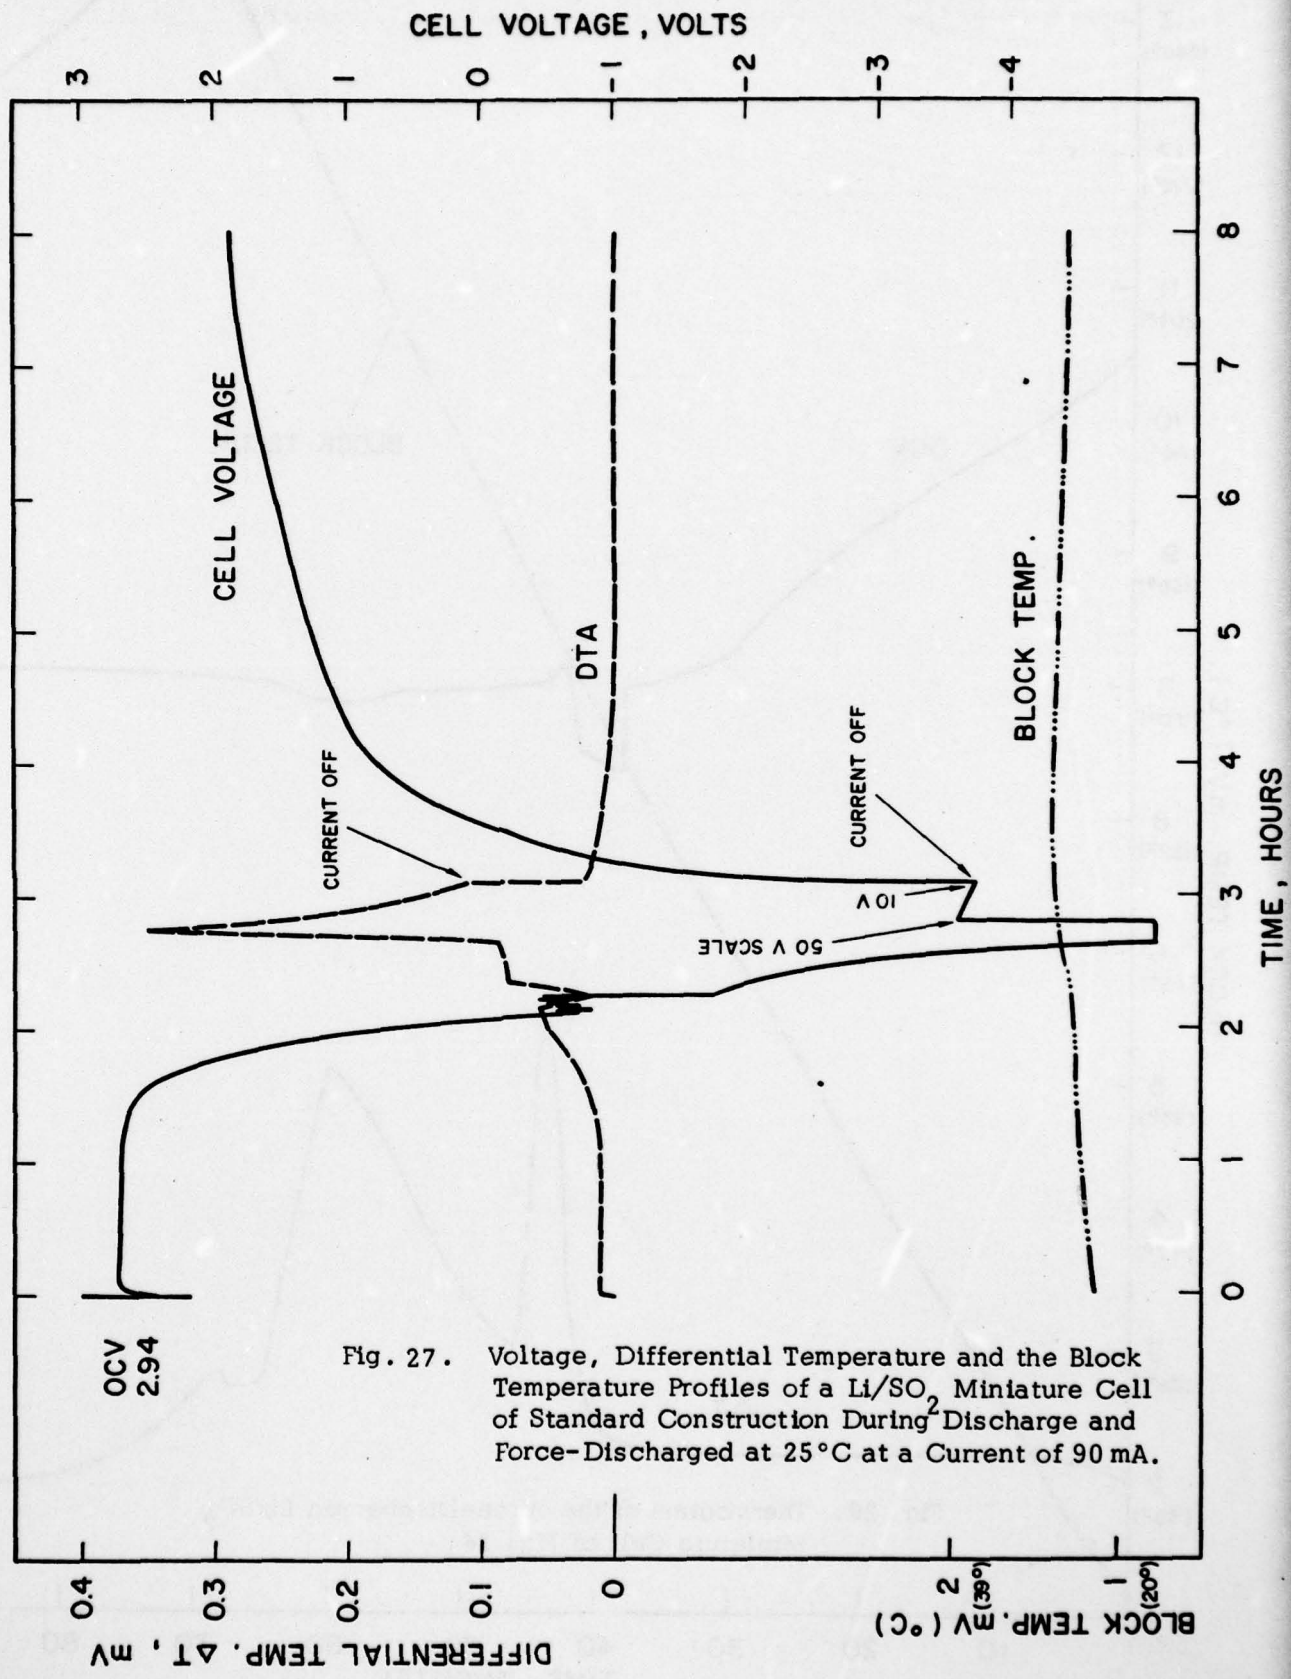 CELL VOLTAGE, VOLTS
3
2
1
0
-1
-2
-3
-4
CELL VOLTAGE
DTA
BLOCK TEMP.
CURRENT OFF
CURRENT OFF
10 V
50 V SCALE
OCV
2.94
0
1
2
3
4
5
6
7
8
TIME, HOURS
0.4
0.3
0.2
0.1
0
DIFFERENTIAL TEMP. ΔT, mV
2 (39°)
1 (20°)
BLOCK TEMP. mV (°C)
Fig. 27. Voltage, Differential Temperature and the Block
Temperature Profiles of a Li/SO2 Miniature Cell
of Standard Construction During Discharge and
Force-Discharged at 25°C at a Current of 90 mA.